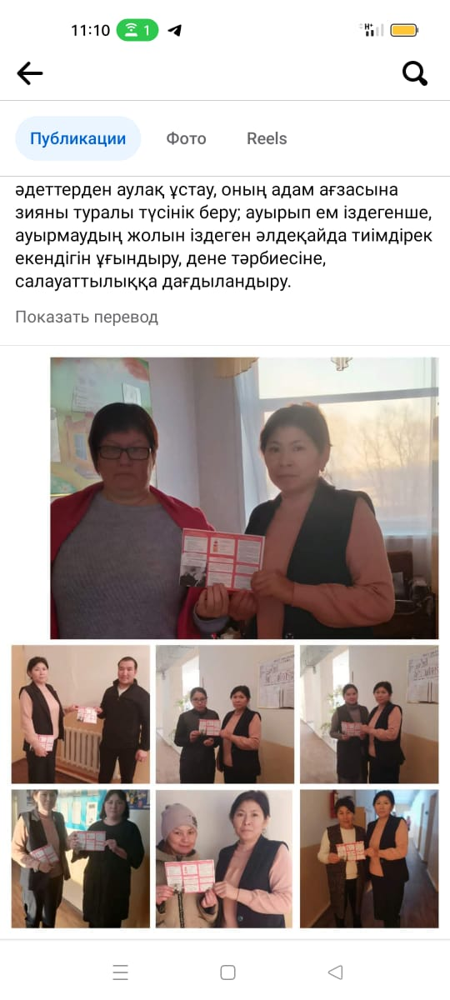 11:10
1
H+
Публикации
Фото
Reels
әдеттерден аулақ ұстау, оның адам ағзасына
зияны туралы түсінік беру; ауырып ем іздегенше,
ауырмаудың жолын іздеген әлдеқайда тиімдірек
екендігін ұғындыру, дене тәрбиесіне,
салауаттылыққа дағдыландыру.
Показать перевод